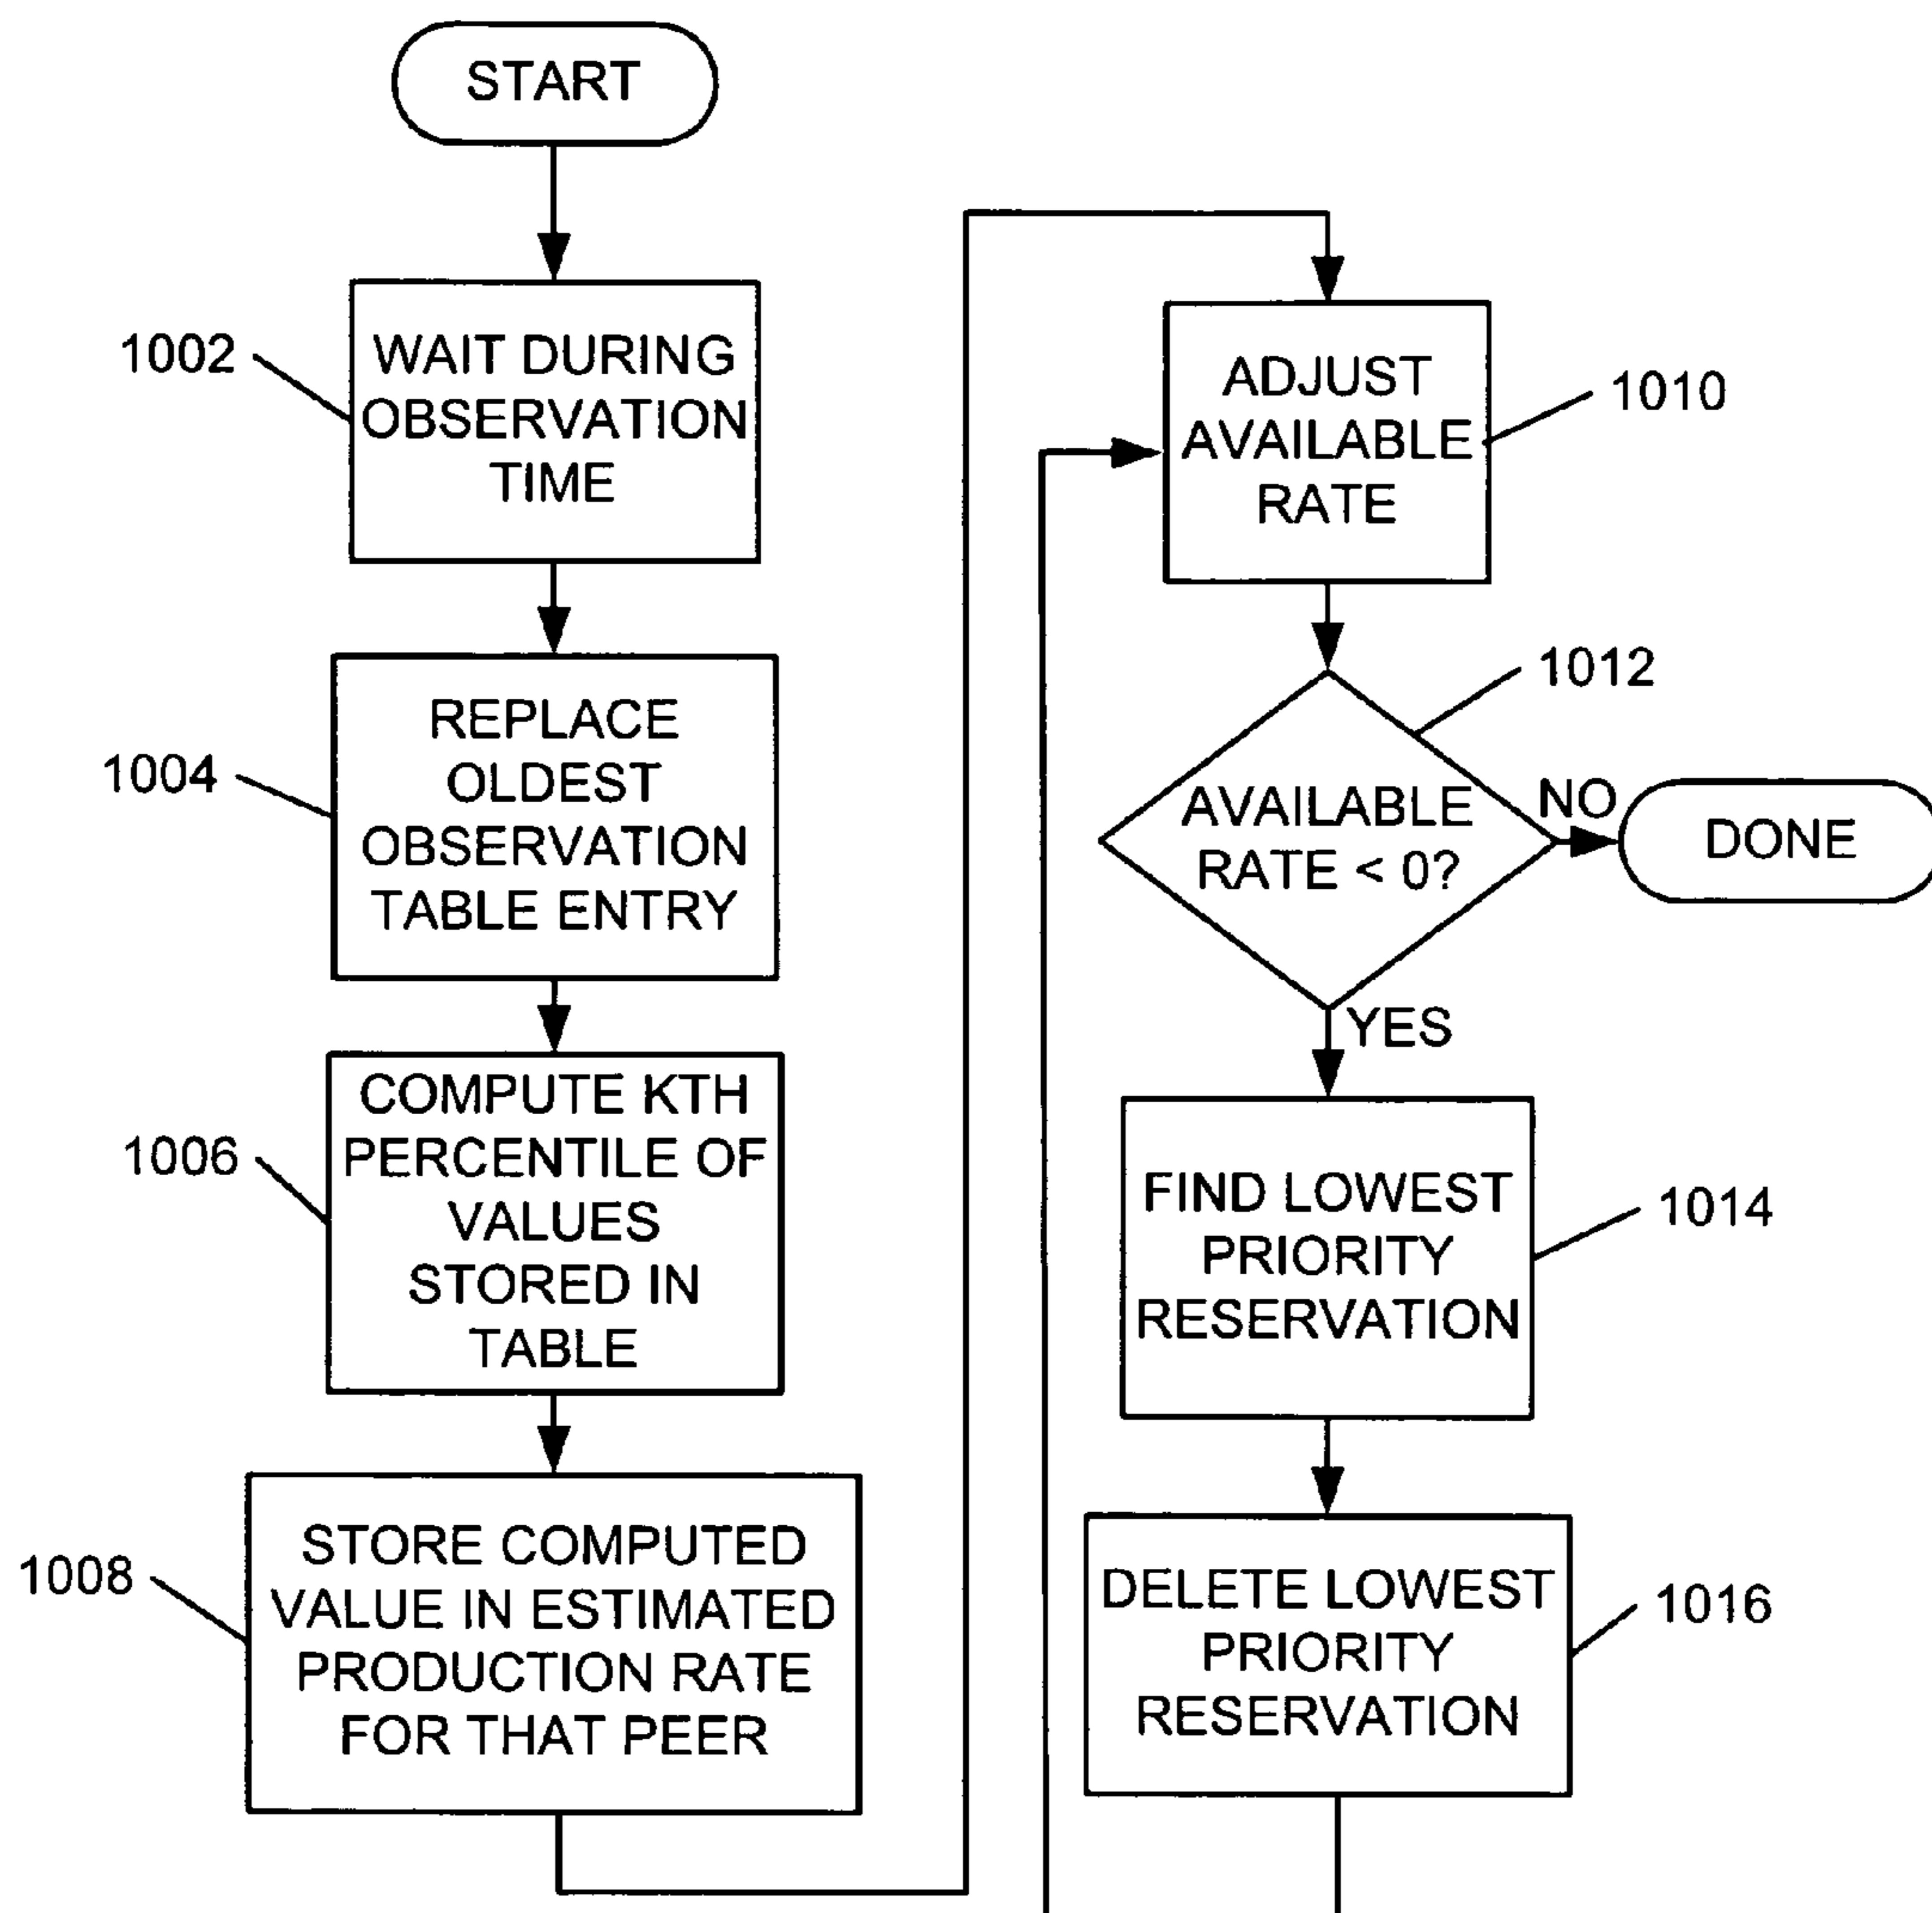 START
1002
WAIT DURING
OBSERVATION
TIME
1004
REPLACE
OLDEST
OBSERVATION
TABLE ENTRY
1006
COMPUTE KTH
PERCENTILE OF
VALUES
STORED IN
TABLE
1008
STORE COMPUTED
VALUE IN ESTIMATED
PRODUCTION RATE
FOR THAT PEER
ADJUST
AVAILABLE
RATE
1010
1012
AVAILABLE
RATE < 0?
NO
DONE
YES
FIND LOWEST
PRIORITY
RESERVATION
1014
DELETE LOWEST
PRIORITY
RESERVATION
1016